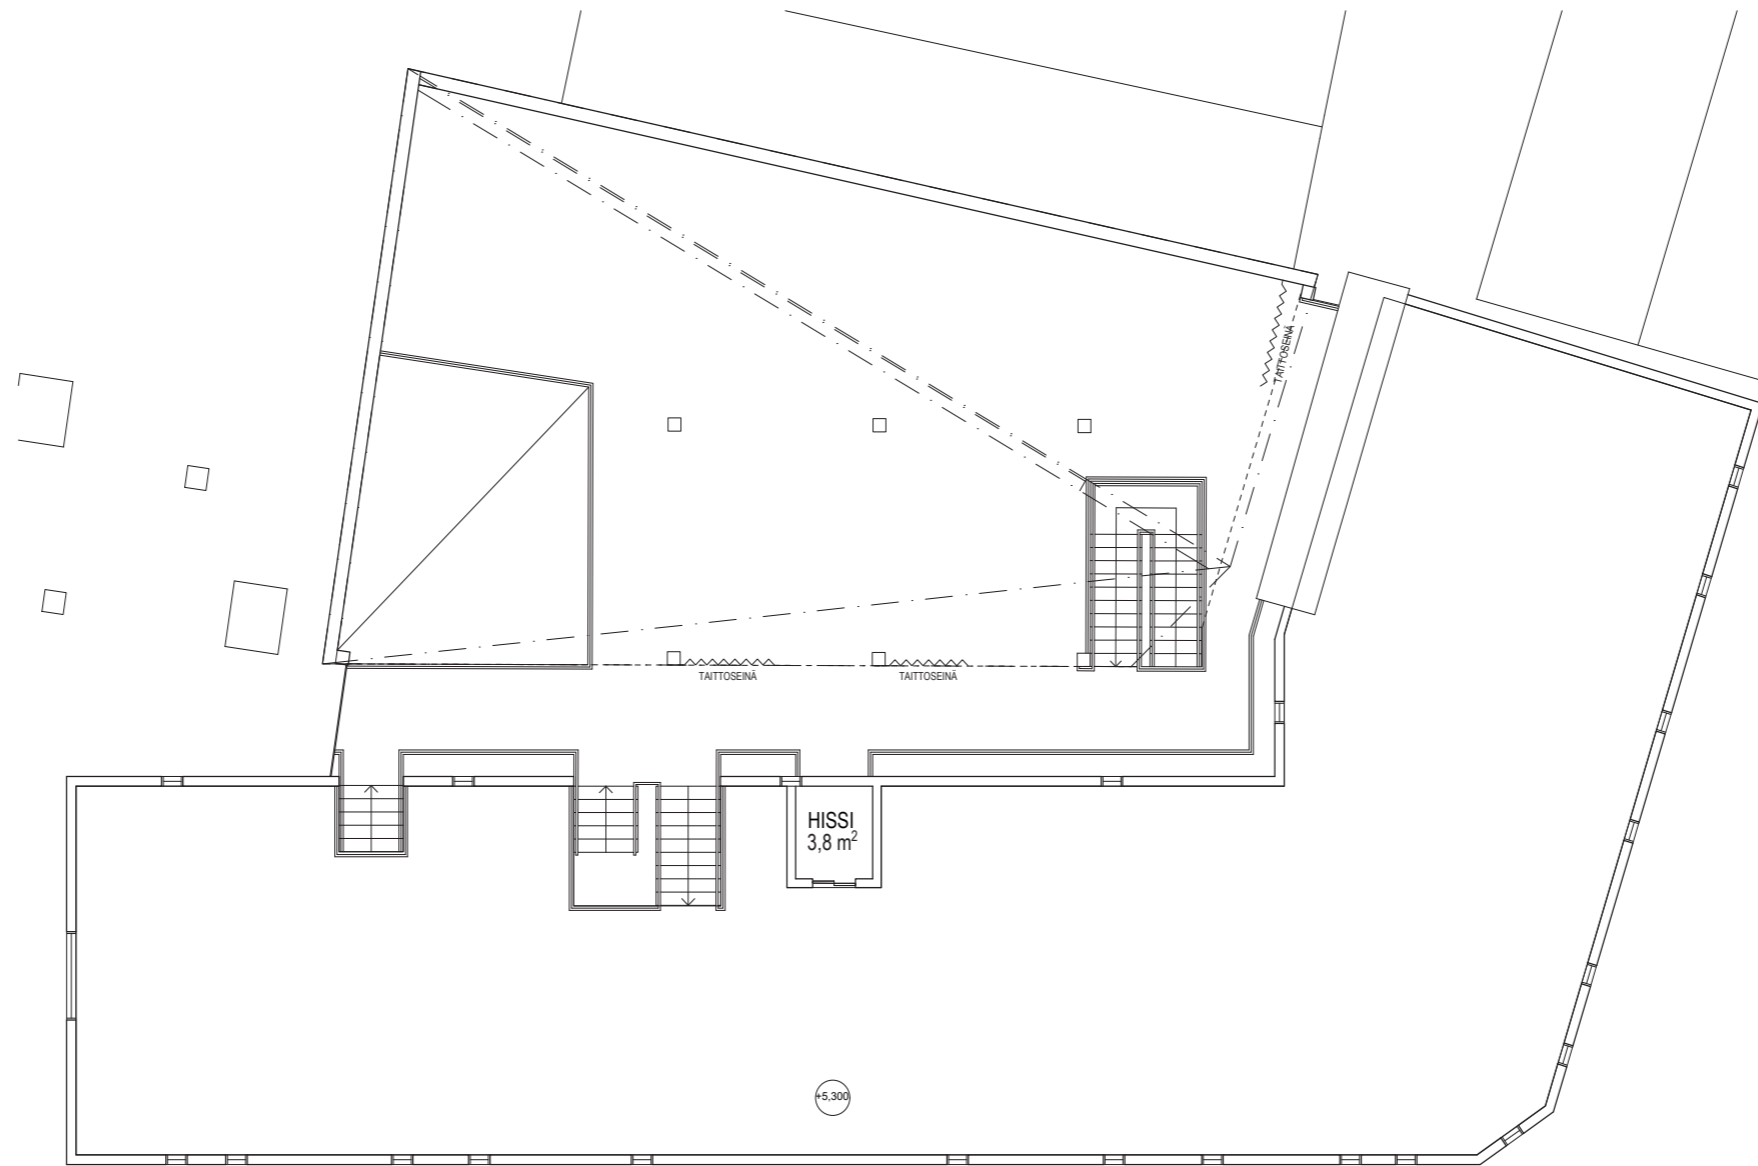 TAITTOSEINÄ
TAITTOSEINÄ
TAITTOSEINÄ
HISSI
3,8 m²
+5,300